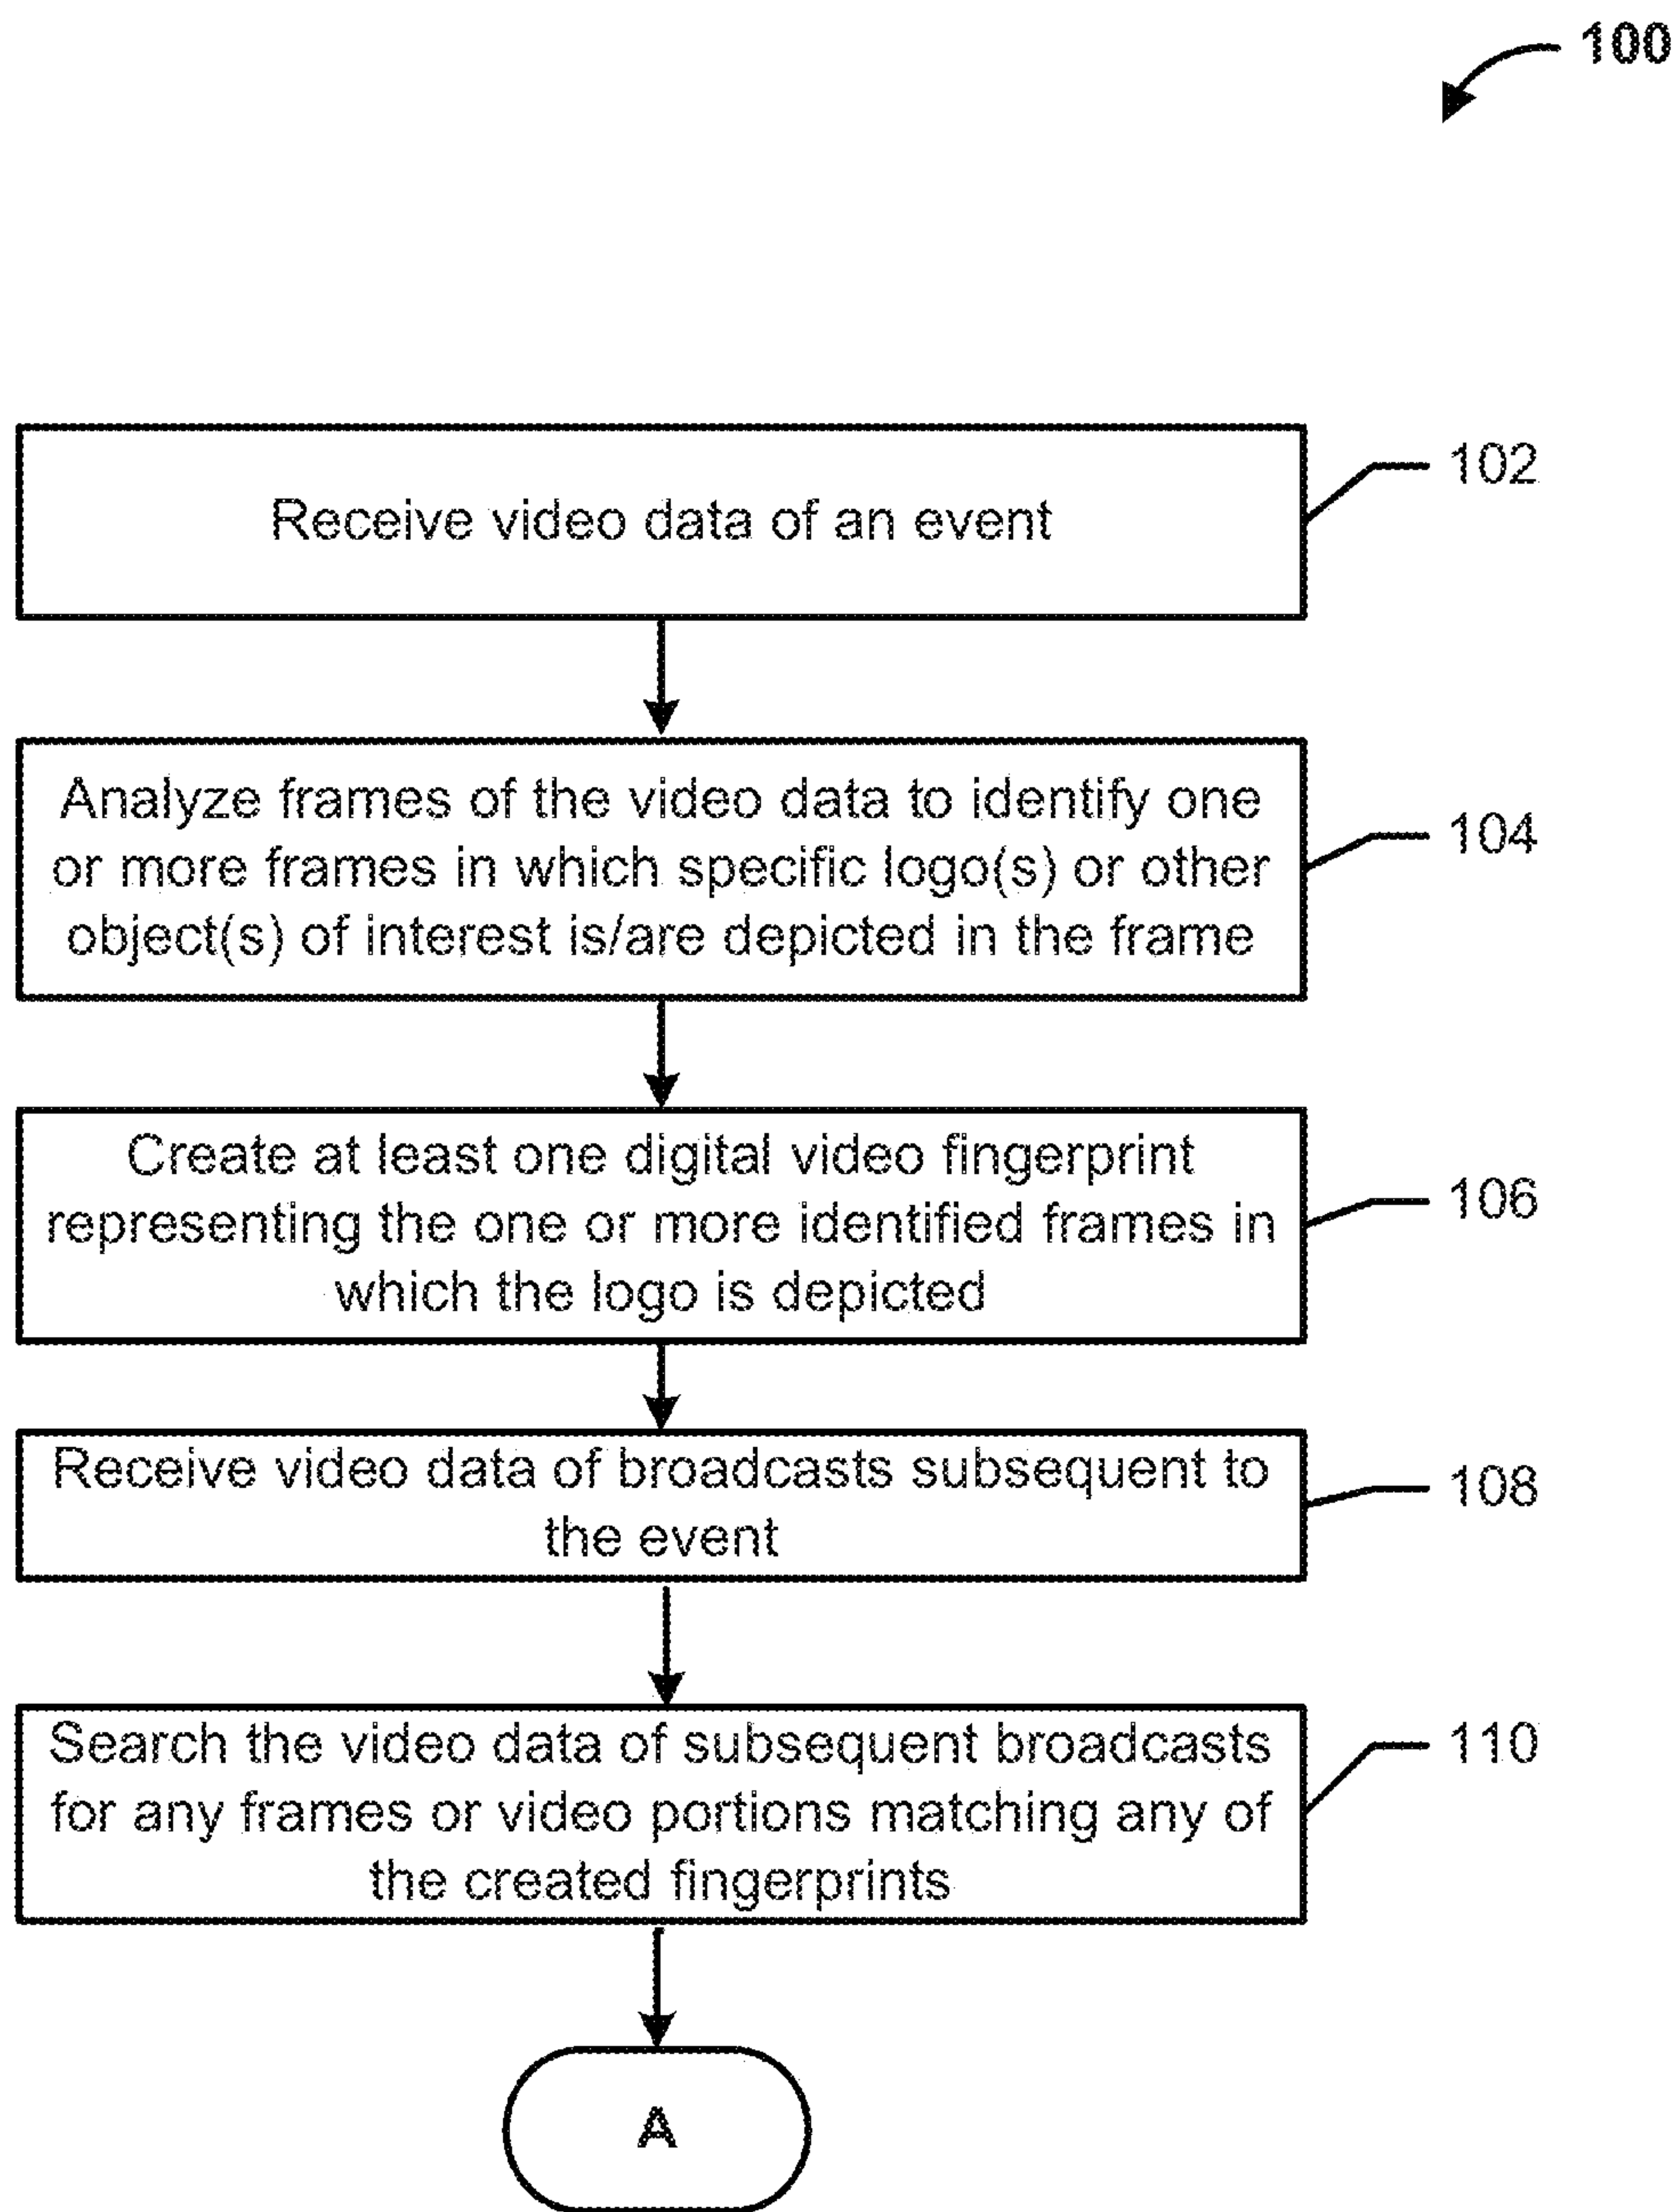 100
Receive video data of an event
102
Analyze frames of the video data to identify one
or more frames in which specific logo(s) or other
object(s) of interest is/are depicted in the frame
104
Create at least one digital video fingerprint
representing the one or more identified frames in
which the logo is depicted
106
Receive video data of broadcasts subsequent to
the event
108
Search the video data of subsequent broadcasts
for any frames or video portions matching any of
the created fingerprints
110
A